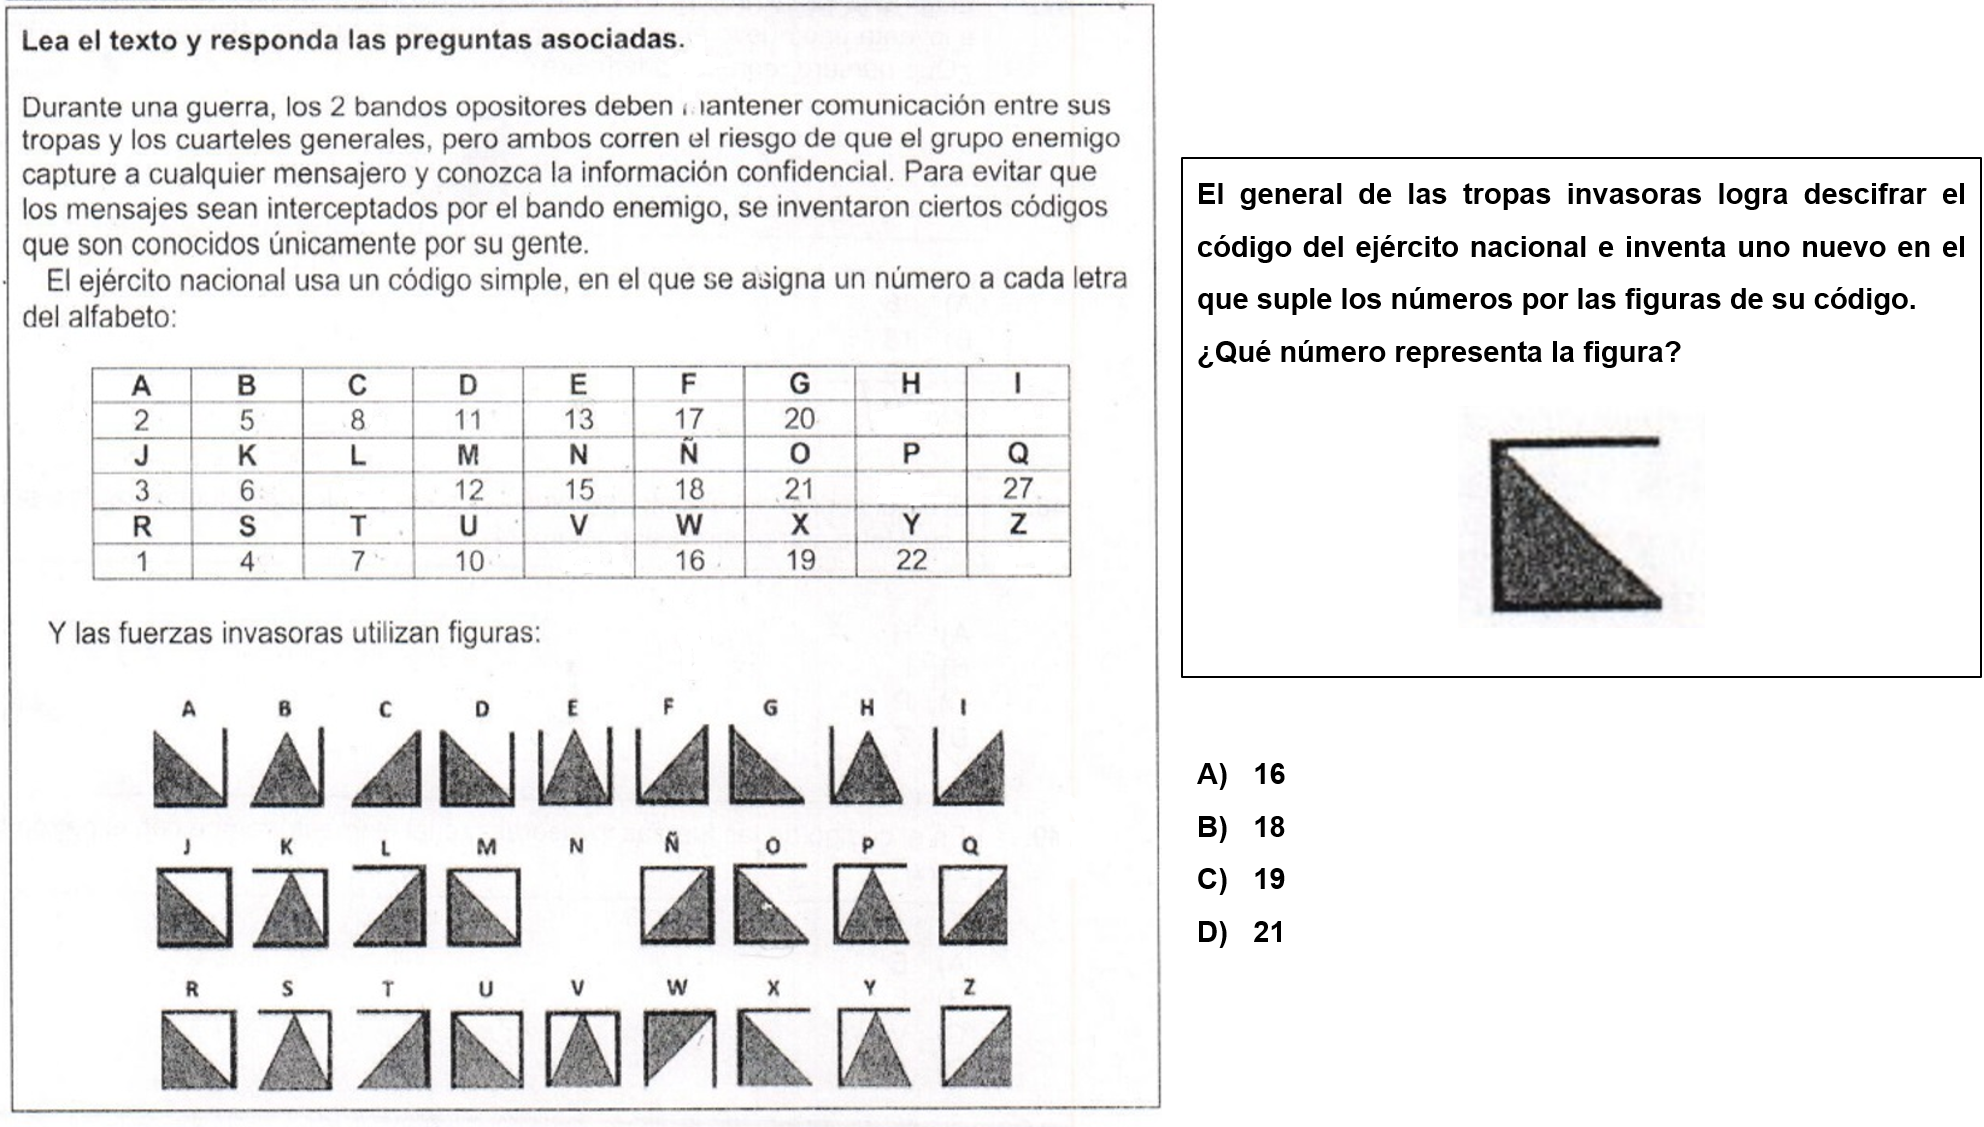 Lea el texto y responda las preguntas asociadas.
Durante una guerra, los 2 bandos opositores deben mantener comunicación entre sus
tropas y los cuarteles generales, pero ambos corren el riesgo de que el grupo enemigo
capture a cualquier mensajero y conozca la información confidencial. Para evitar que
los mensajes sean interceptados por el bando enemigo, se inventaron ciertos códigos
que son conocidos únicamente por su gente.
El ejército nacional usa un código simple, en el que se asigna un número a cada letra
del alfabeto:
A B C D E F G H I
2 5 8 11 13 17 20
J K L M N Ñ O P Q
3 6 12 15 18 21 27
R S T U V W X Y Z
1 4 7 10 16 19 22
Y las fuerzas invasoras utilizan figuras:
A B C D E F G H I
J K L M N Ñ O P Q
R S T U V W X Y Z
El general de las tropas invasoras logra descifrar el
código del ejército nacional e inventa uno nuevo en el
que suple los números por las figuras de su código.
¿Qué número representa la figura?
A) 16
B) 18
C) 19
D) 21